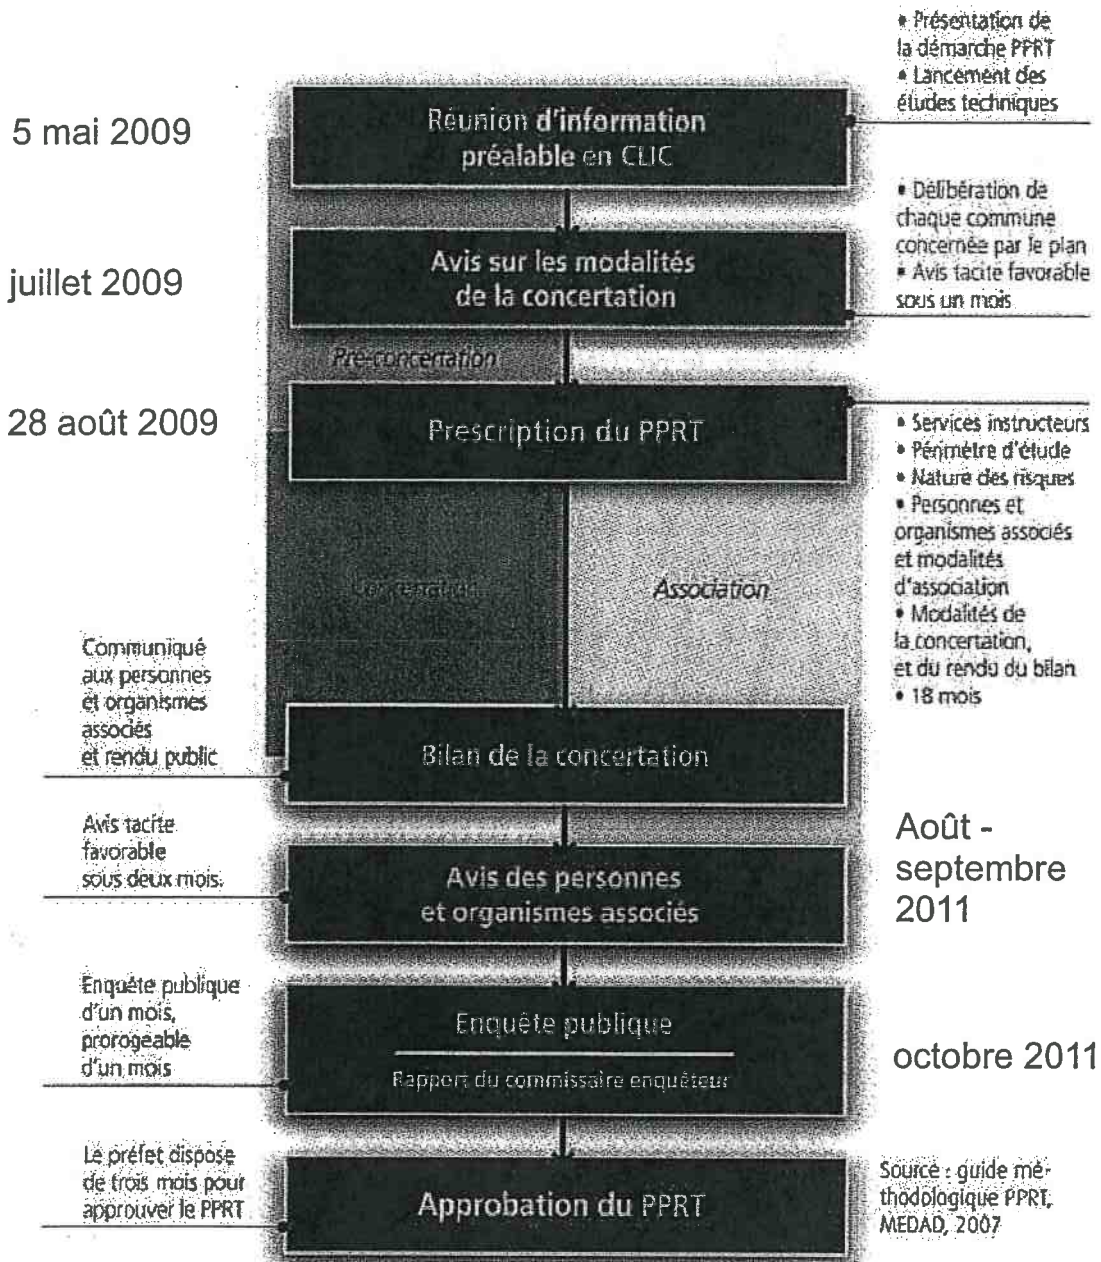 • Présentation de
la démarche PPRT
• Lancement des
études techniques
5 mai 2009
Réunion d'information
préalable en CLIC
• Délibération de
chaque commune
concernée par le plan
• Avis tacite favorable
sous un mois
juillet 2009
Avis sur les modalités
de la concertation
Pré-concertation
28 août 2009
Prescription du PPRT
• Services instructeurs
• Périmètre d'étude
• Nature des risques
• Personnes et
organismes associés
et modalités
d'association
• Modalités de
la concertation,
et du rendu du bilan
• 18 mois
Concertation
Association
Communiqué
aux personnes
et organismes
associés
et rendu public
Bilan de la concertation
Avis tacite
favorable
sous deux mois.
Avis des personnes
et organismes associés
Août -
septembre
2011
Enquête publique
d'un mois,
prorogeable
d'un mois
Enquête publique
Rapport du commissaire enquêteur
octobre 2011
Le préfet dispose
de trois mois pour
approuver le PPRT
Approbation du PPRT
Source : guide mé-
thodologique PPRT,
MEDAD, 2007